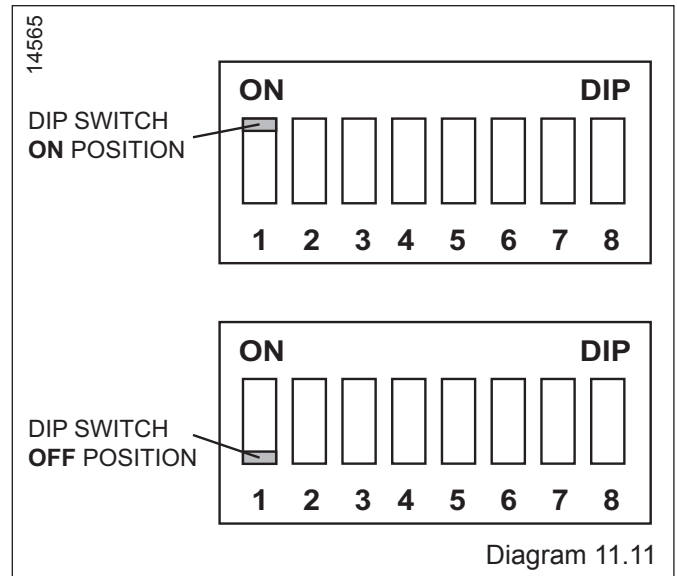 14565
ON DIP
DIP SWITCH
ON POSITION
1 2 3 4 5 6 7 8
ON DIP
DIP SWITCH
OFF POSITION
1 2 3 4 5 6 7 8
Diagram 11.11